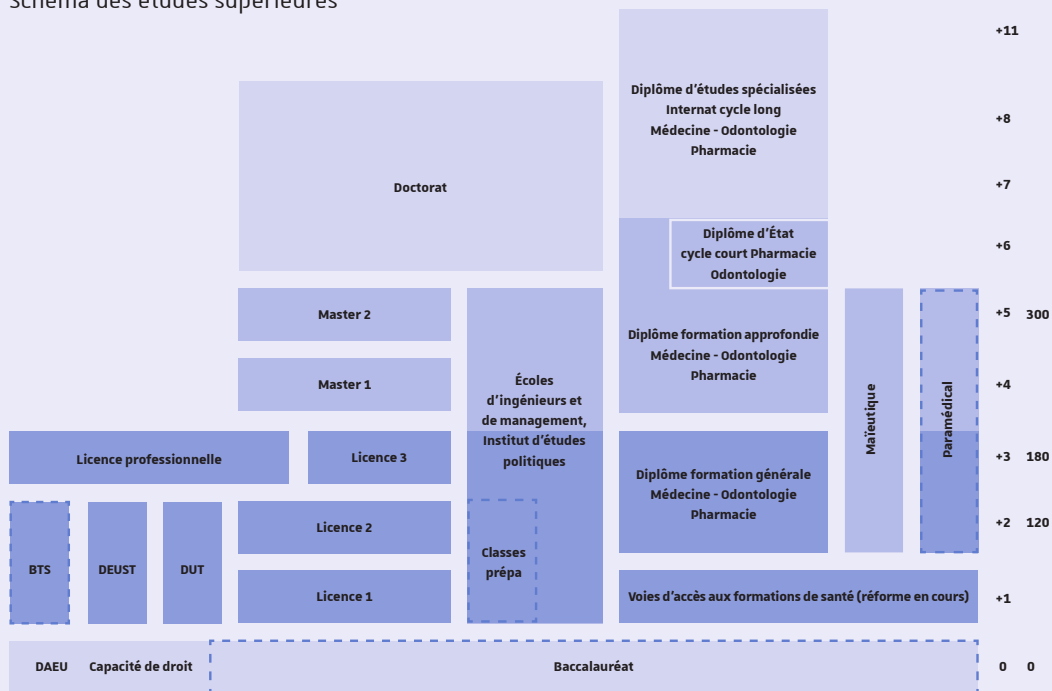 Schéma des études supérieures
+11
Diplôme d'études spécialisées
Internat cycle long
Médecine - Odontologie
Pharmacie
+8
Doctorat
+7
Diplôme d'État
cycle court Pharmacie
Odontologie
+6
Master 2
Diplôme formation approfondie
Médecine - Odontologie
Pharmacie
+5 300
Master 1
+4
Écoles
d'ingénieurs et
de management,
Institut d'études
politiques
Maïeutique
Paramédical
Licence professionnelle
Licence 3
Diplôme formation générale
Médecine - Odontologie
Pharmacie
+3 180
Licence 2
+2 120
BTS
DEUST
DUT
Classes
prépa
Licence 1
Voies d'accès aux formations de santé (réforme en cours)
+1
DAEU
Capacité de droit
Baccalauréat
0 0